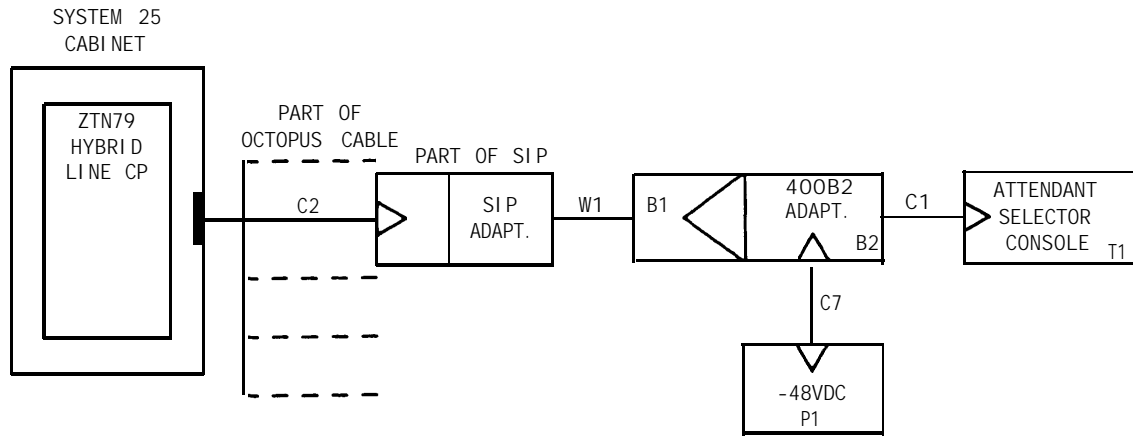 SYSTEM 25
CABINET
ZTN79
HYBRID
LINE CP
PART OF
OCTOPUS CABLE
C2
PART OF SIP
SIP
ADAPT.
W1
B1
400B2
ADAPT.
B2
C1
ATTENDANT
SELECTOR
CONSOLE
T1
C7
-48VDC
P1